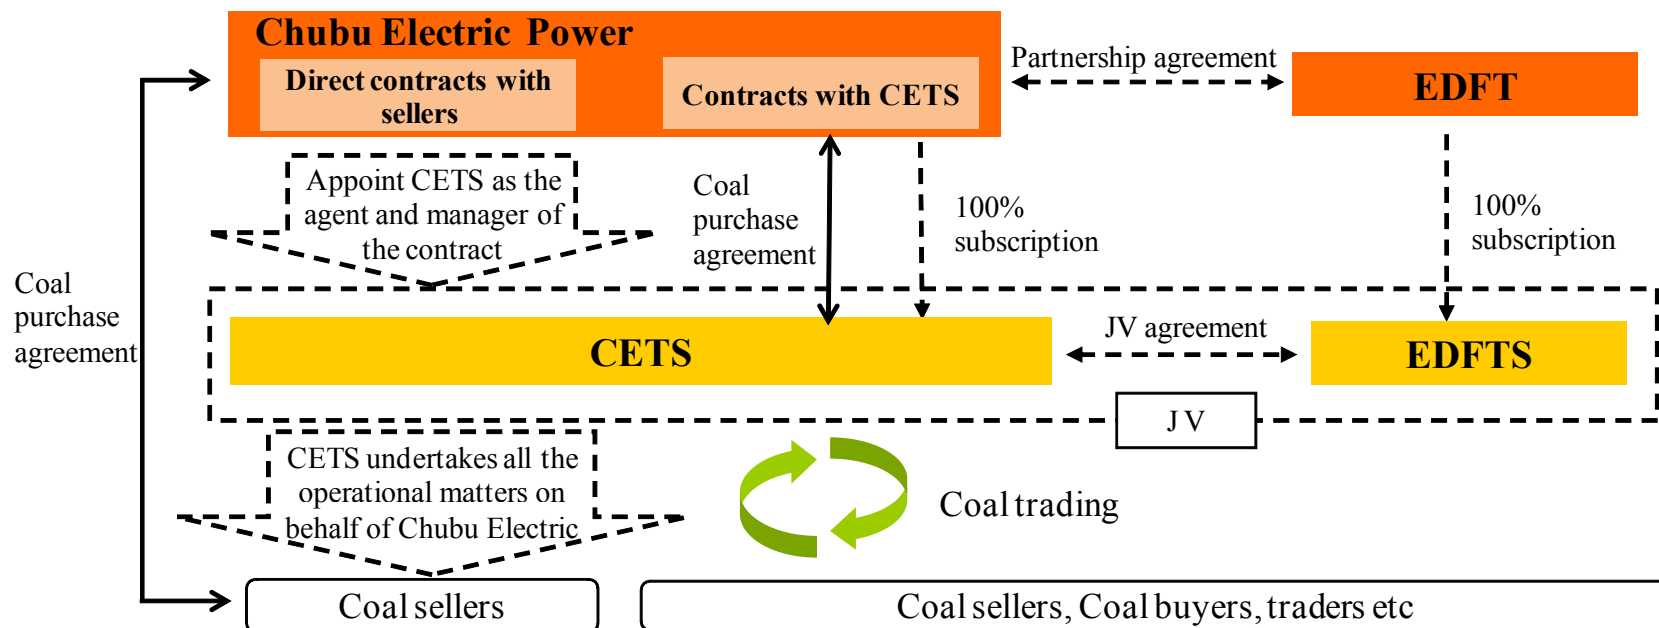 Chubu Electric Power
Direct contracts with
sellers
Contracts with CETS
Partnership agreement
EDFT
Appoint CETS as the
agent and manager of
the contract
Coal
purchase
agreement
100%
subscription
100%
subscription
Coal
purchase
agreement
CETS
JV agreement
EDFTS
JV
CETS undertakes all the
operational matters on
behalf of Chubu Electric
Coal trading
Coal sellers
Coal sellers, Coal buyers, traders etc